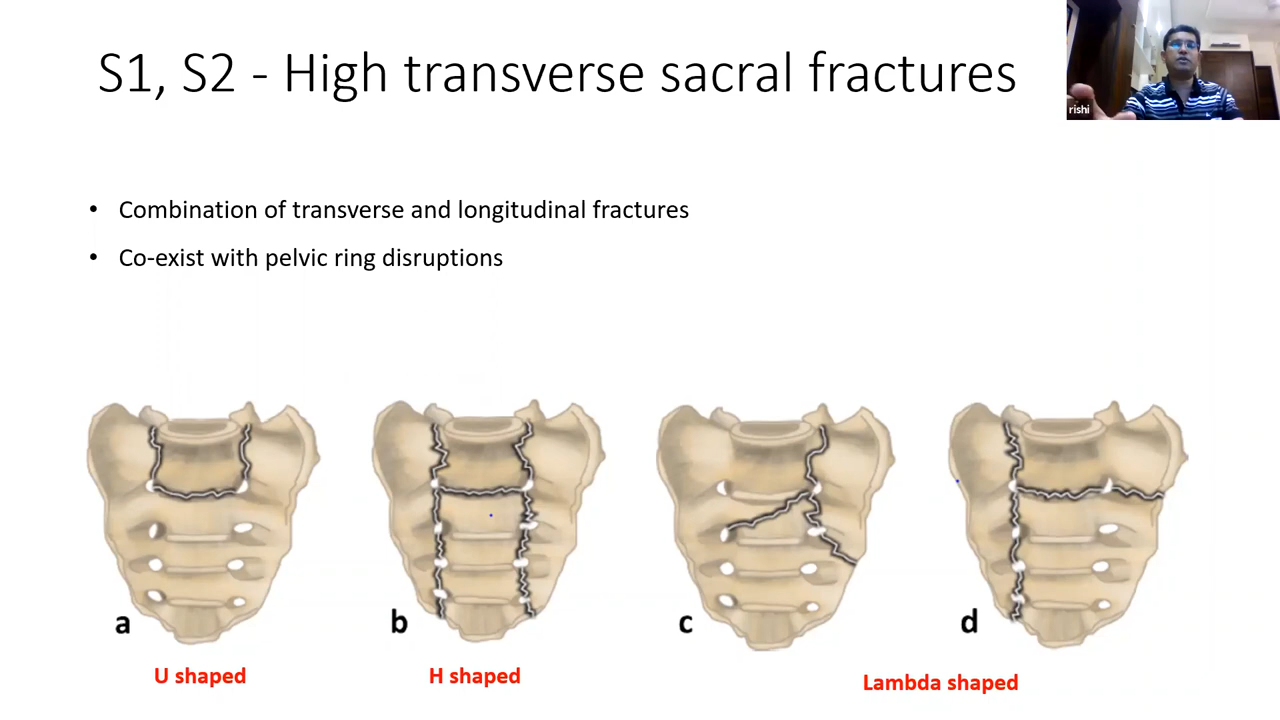 S1, S2 - High transverse sacral fractures
rishi
• Combination of transverse and longitudinal fractures
• Co-exist with pelvic ring disruptions
a
b
c
d
U shaped
H shaped
Lambda shaped